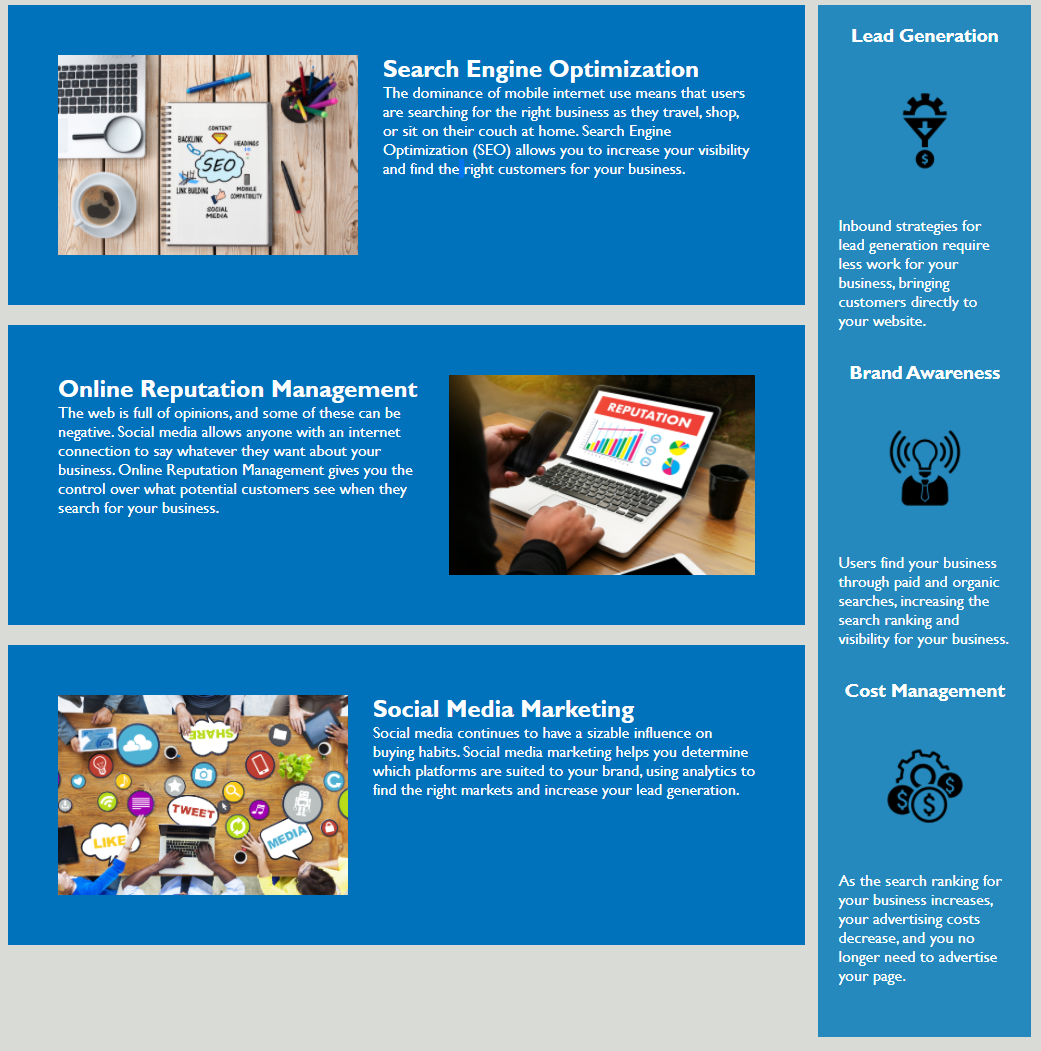 Search Engine Optimization
The dominance of mobile internet use means that users
are searching for the right business as they travel, shop,
or sit on their couch at home. Search Engine
Optimization (SEO) allows you to increase your visibility
and find the right customers for your business.
CONTENT
BACKLINK
HEADINGS
SEO
LINK BUILDING
MOBILE
COMPATIBILITY
SOCIAL
MEDIA
Online Reputation Management
The web is full of opinions, and some of these can be
negative. Social media allows anyone with an internet
connection to say whatever they want about your
business. Online Reputation Management gives you the
control over what potential customers see when they
search for your business.
REPUTATION
Social Media Marketing
Social media continues to have a sizable influence on
buying habits. Social media marketing helps you determine
which platforms are suited to your brand, using analytics to
find the right markets and increase your lead generation.
SHARE
TWEET
LIKE
MEDIA
Lead Generation
$
Inbound strategies for
lead generation require
less work for your
business, bringing
customers directly to
your website.
Brand Awareness
Users find your business
through paid and organic
searches, increasing the
search ranking and
visibility for your business.
Cost Management
$ $ $
As the search ranking for
your business increases,
your advertising costs
decrease, and you no
longer need to advertise
your page.